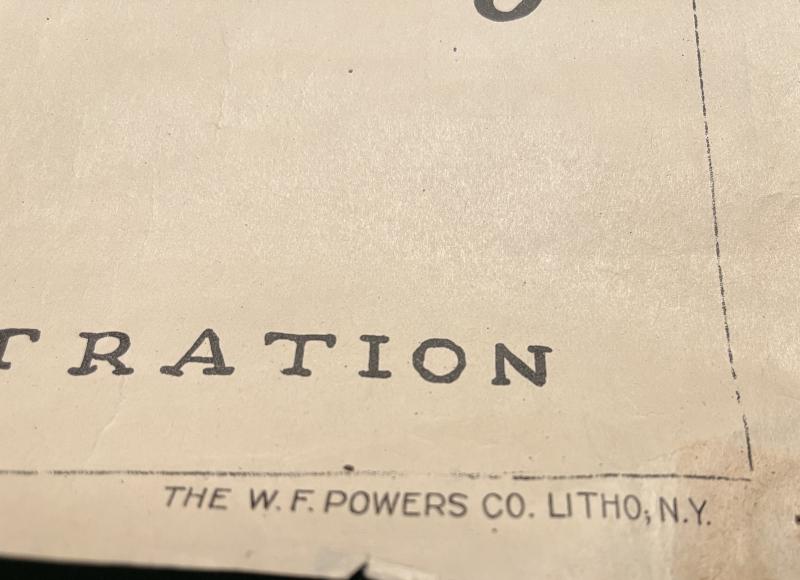 TRATION
THE W. F. POWERS CO. LITHO; N.Y.